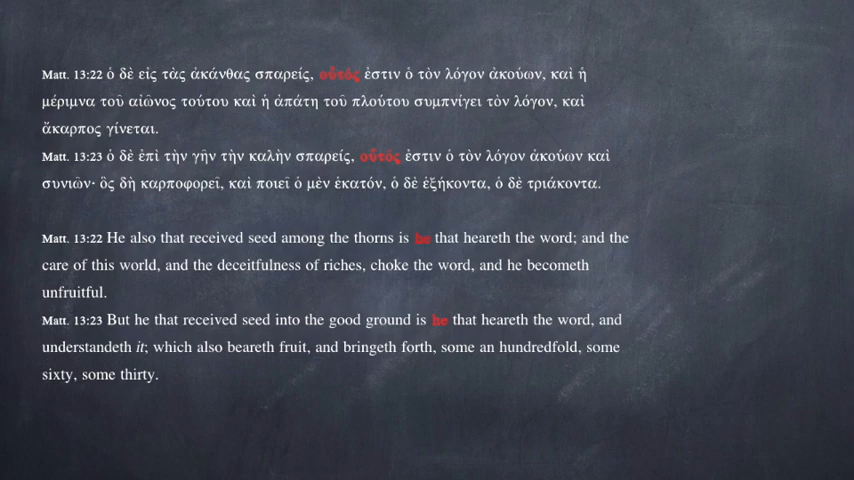 Matt. 13:22 ὁ δὲ εἰς τὰς ἀκάνθας σπαρείς, οὗτός ἐστιν ὁ τὸν λόγον ἀκούων, καὶ ἡ
μέριμνα τοῦ αἰῶνος τούτου καὶ ἡ ἀπάτη τοῦ πλούτου συμπνίγει τὸν λόγον, καὶ
ἄκαρπος γίνεται.
Matt. 13:23 ὁ δὲ ἐπὶ τὴν γῆν τὴν καλὴν σπαρείς, οὗτός ἐστιν ὁ τὸν λόγον ἀκούων καὶ
συνιῶν· ὃς δὴ καρποφορεῖ, καὶ ποιεῖ ὁ μὲν ἑκατόν, ὁ δὲ ἑξήκοντα, ὁ δὲ τριάκοντα.
Matt. 13:22 He also that received seed among the thorns is he that heareth the word; and the
care of this world, and the deceitfulness of riches, choke the word, and he becometh
unfruitful.
Matt. 13:23 But he that received seed into the good ground is he that heareth the word, and
understandeth it; which also beareth fruit, and bringeth forth, some an hundredfold, some
sixty, some thirty.